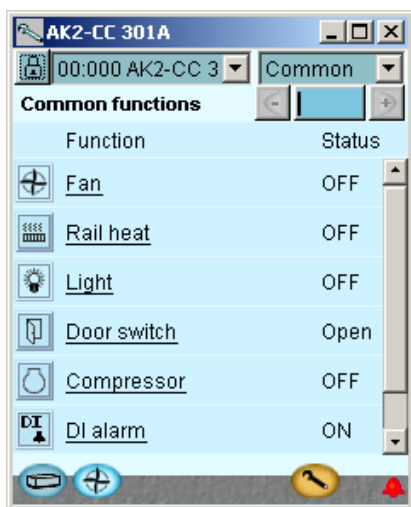 AK2-CC 301A
00:000 AK2-CC 3 Common
Common functions
Function Status
Fan OFF
Rail heat OFF
Light OFF
Door switch Open
Compressor OFF
DI DI alarm ON